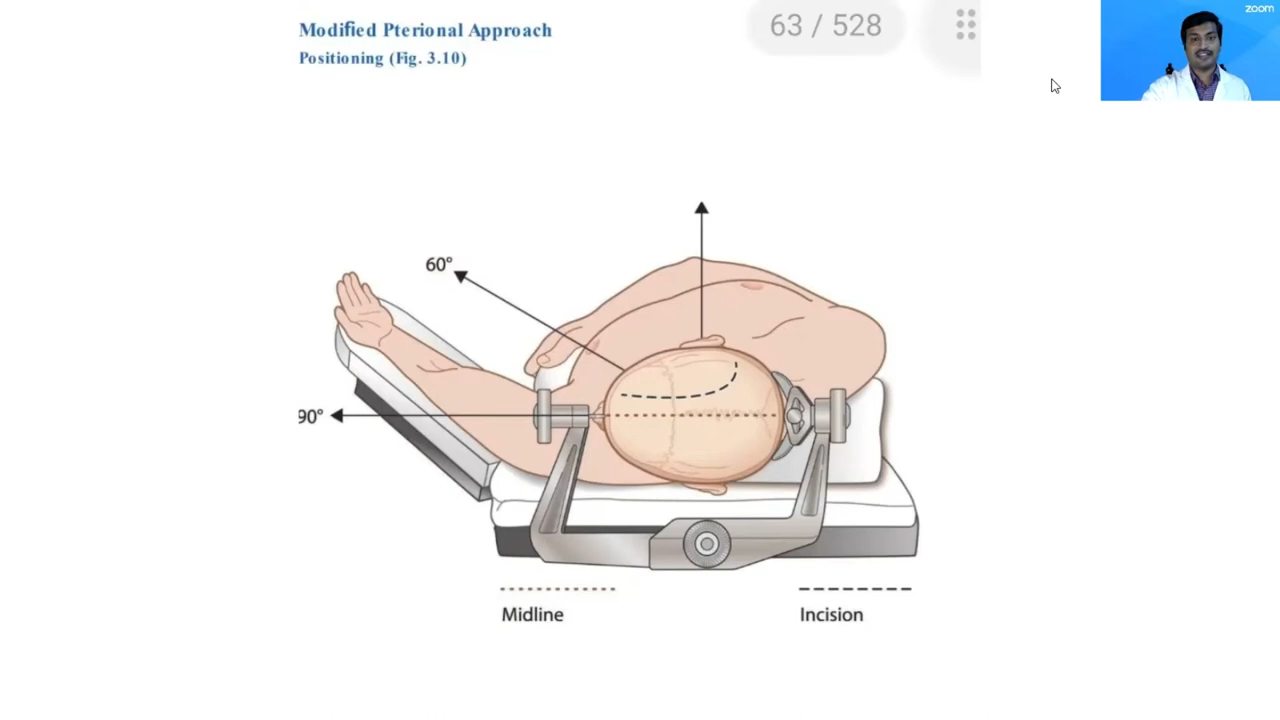 Modified Pterional Approach
Positioning (Fig. 3.10)
63 / 528
zoom
60°
90°
Midline
Incision